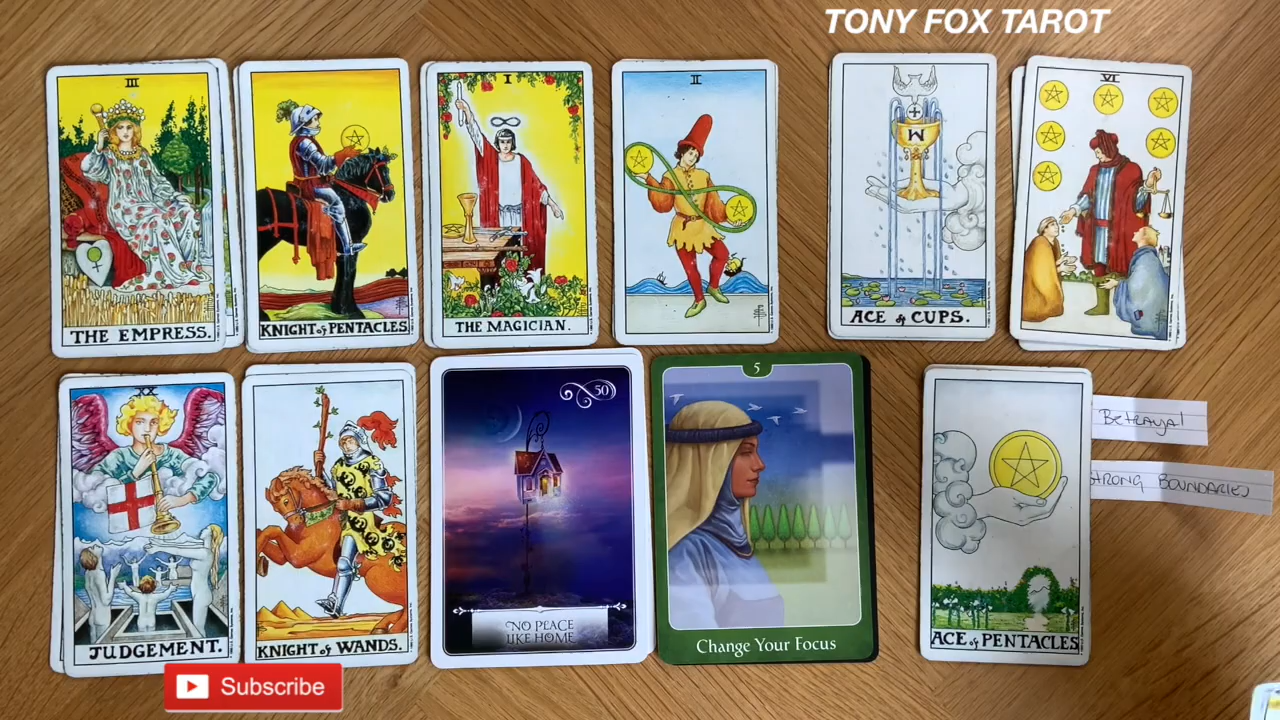 TONY FOX TAROT
III
THE EMPRESS.
KNIGHT of PENTACLES
I
THE MAGICIAN.
II
ACE of CUPS.
VI
XX
JUDGEMENT.
KNIGHT of WANDS.
50
NO PLACE
LIKE HOME
5
Change Your Focus
ACE of PENTACLES
BETRAYAL
STRONG BOUNDARIES
Subscribe